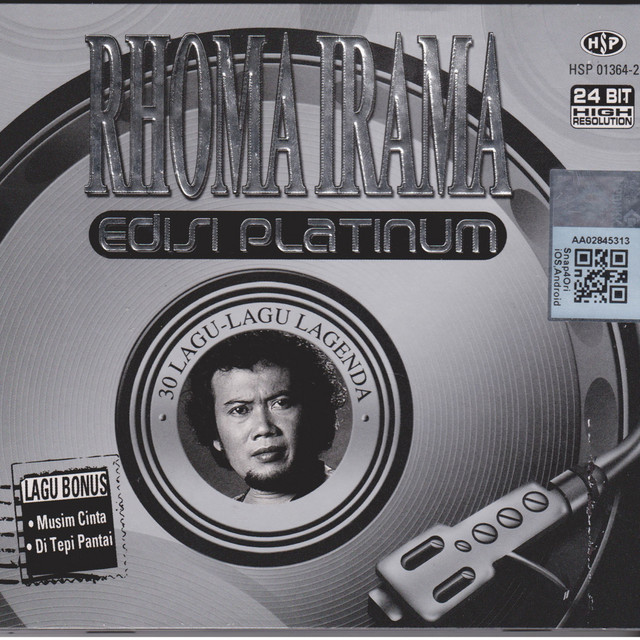 RHOMA IRAMA
EDISI PLATINUM
HSP
HSP 01364-2
24 BIT
HIGH
RESOLUTION
AA02845313
Snap4Ori
iOS,Android
30 LAGU-LAGU LAGENDA
LAGU BONUS
• Musim Cinta
• Di Tepi Pantai